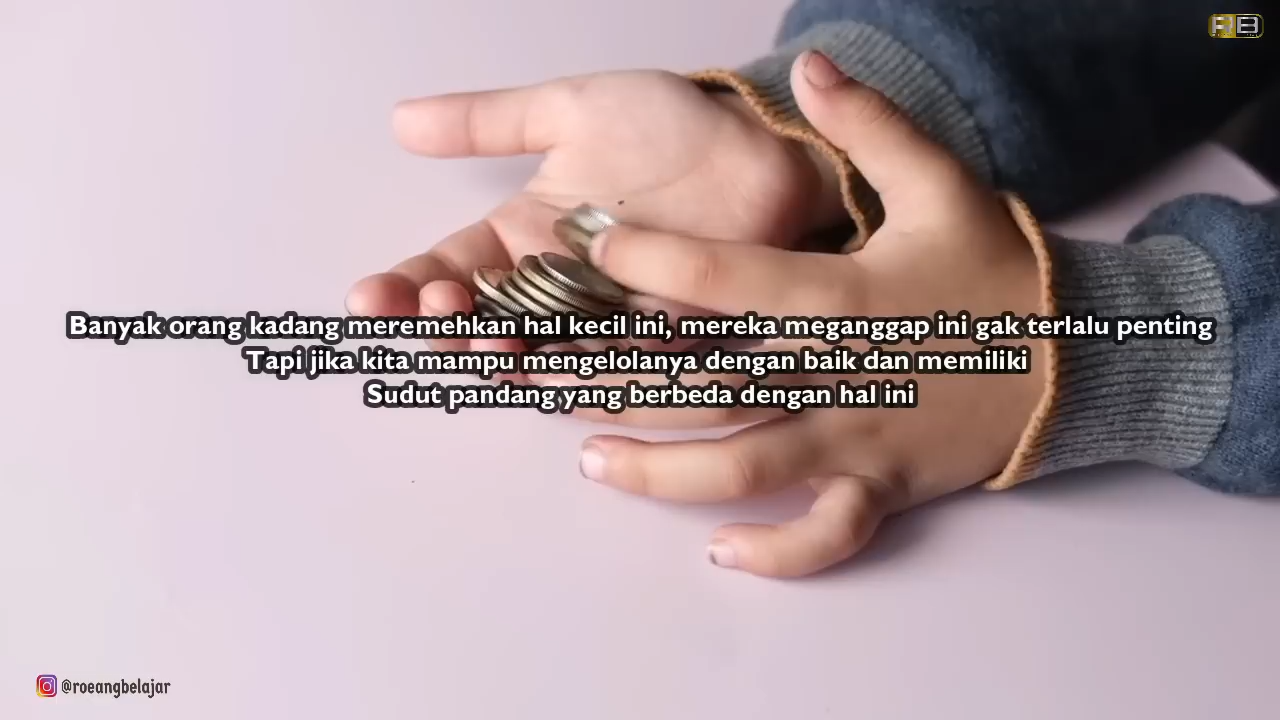 RB
Banyak orang kadang meremehkan hal kecil ini, mereka meganggap ini gak terlalu penting
Tapi jika kita mampu mengelolanya dengan baik dan memiliki
Sudut pandang yang berbeda dengan hal ini
@roeangbelajar